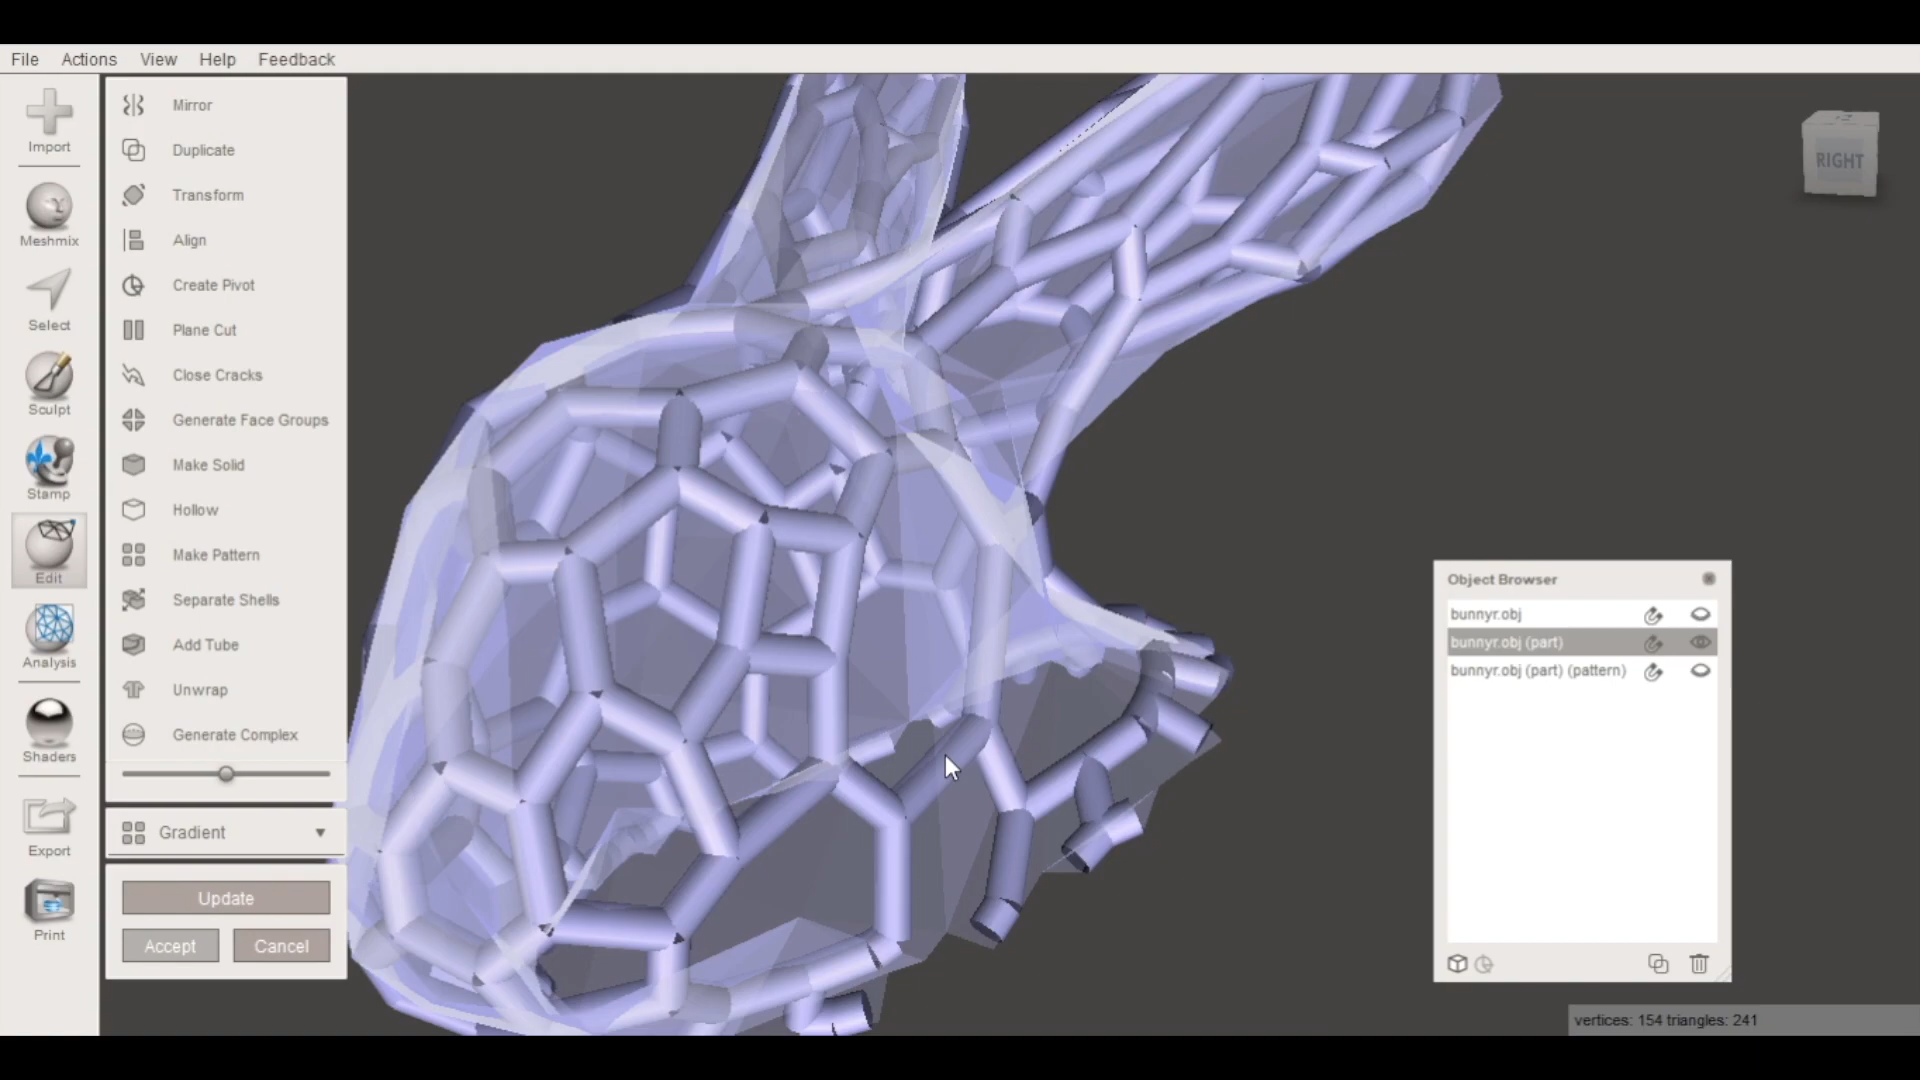 File Actions View Help Feedback
Import
Meshmix
Select
Sculpt
Stamp
Edit
Analysis
Shaders
Export
Print
Mirror
Duplicate
Transform
Align
Create Pivot
Plane Cut
Close Cracks
Generate Face Groups
Make Solid
Hollow
Make Pattern
Separate Shells
Add Tube
Unwrap
Generate Complex
Gradient
Update
Accept Cancel
RIGHT
Object Browser
bunnyr.obj
bunnyr.obj (part)
bunnyr.obj (part) (pattern)
vertices: 154 triangles: 241